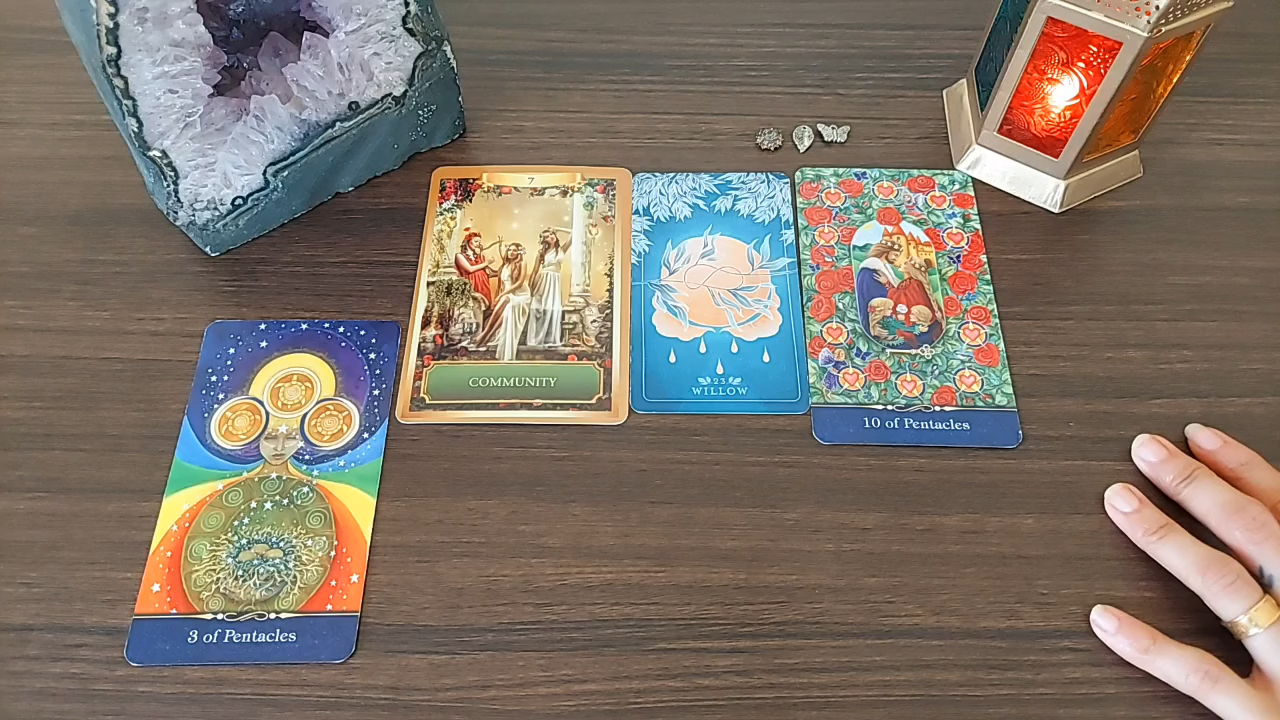 7
COMMUNITY
23
WILLOW
10 of Pentacles
3 of Pentacles